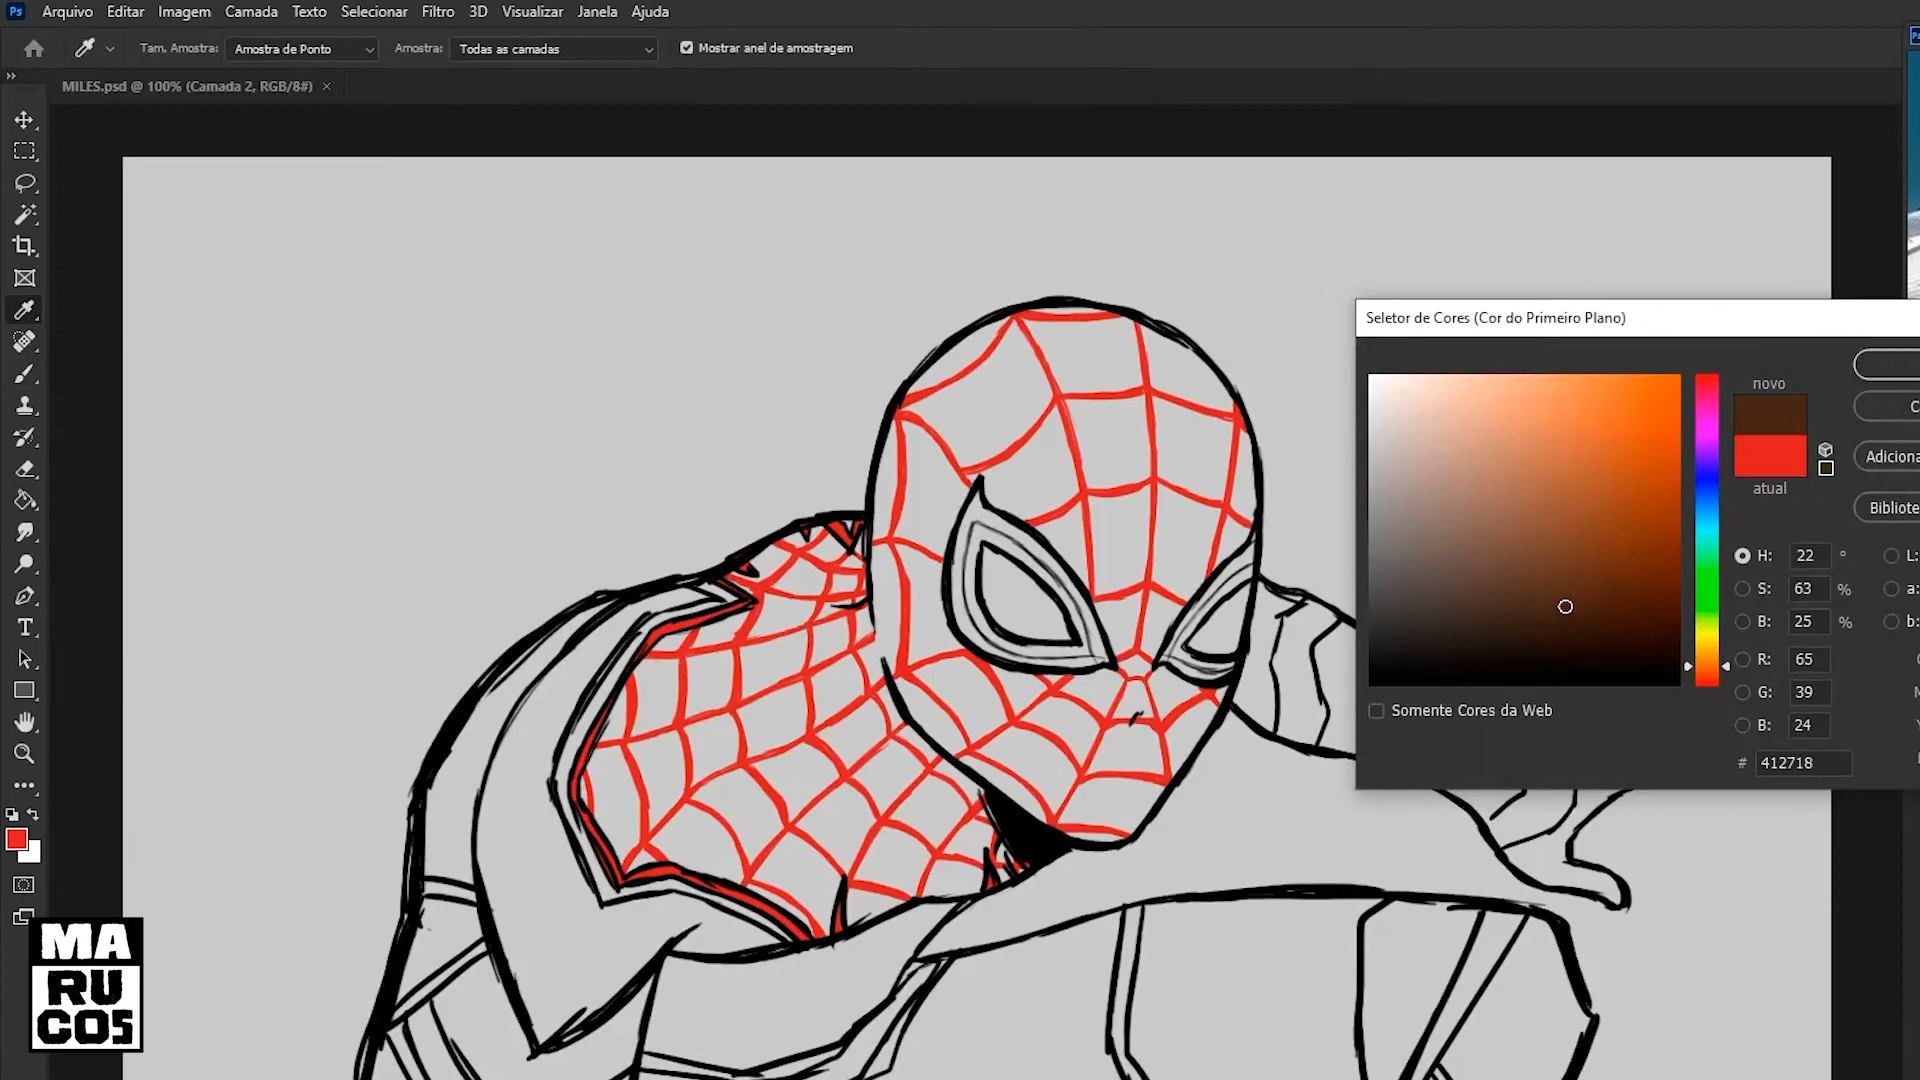 Ps Arquivo Editar Imagem Camada Texto Selecionar Filtro 3D Visualizar Janela Ajuda
Tam. Amostra: Amostra de Ponto Amostra: Todas as camadas Mostrar anel de amostragem
MILES.psd @ 100% (Camada 2, RGB/8#) ×
Seletor de Cores (Cor do Primeiro Plano)
novo
C
Adiciona
atual
Bibliote
H: 22 ° L:
S: 63 % a:
B: 25 % b:
R: 65
G: 39
B: 24
# 412718
Somente Cores da Web
MA
RU
COS